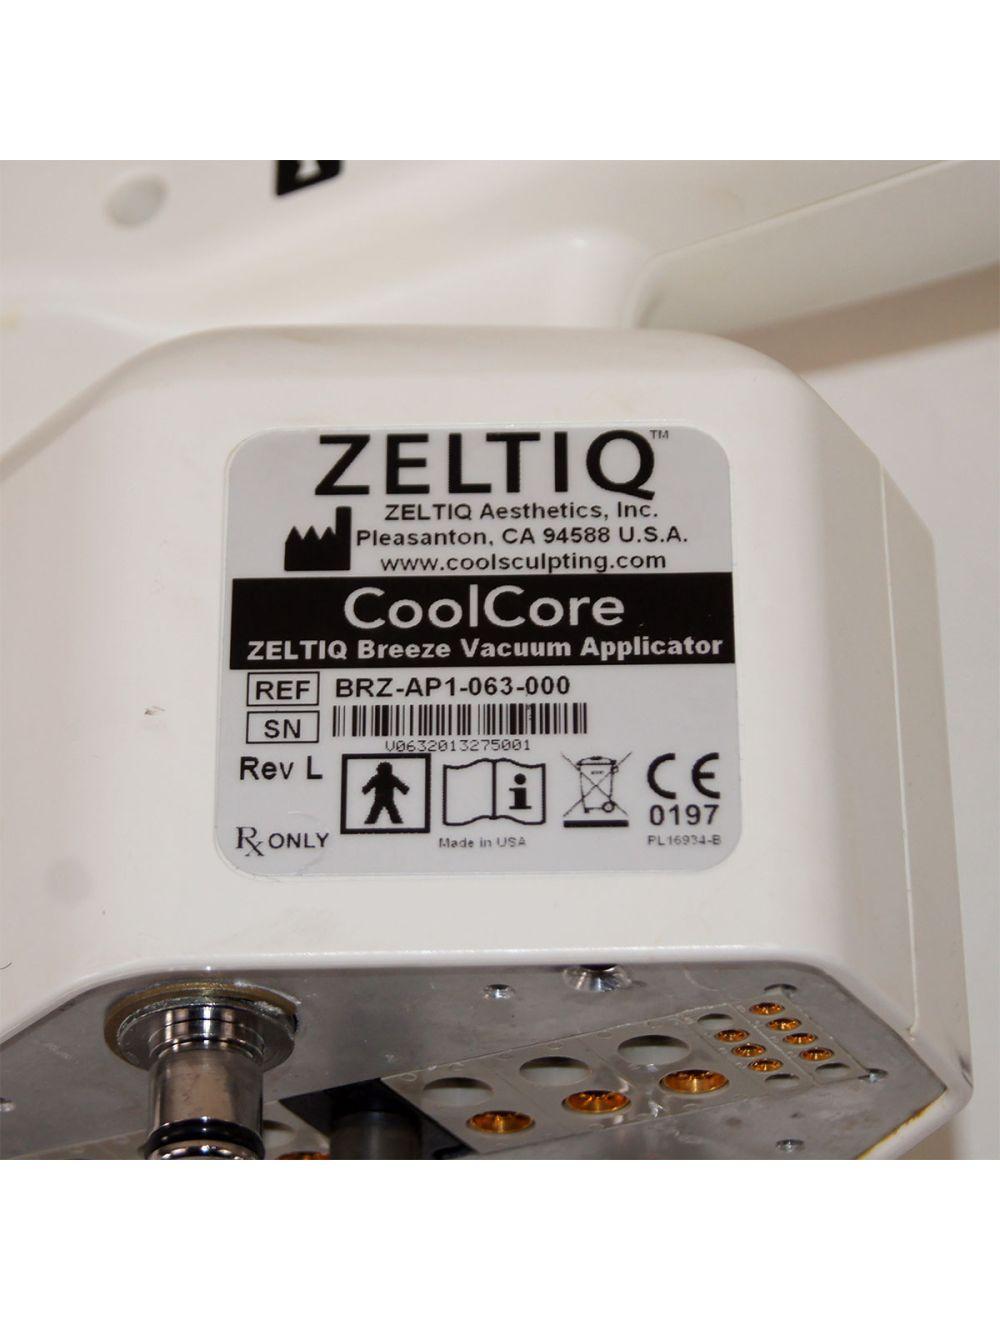 ZELTIQ™
ZELTIQ Aesthetics, Inc.
Pleasanton, CA 94588 U.S.A.
www.coolsculpting.com
CoolCore
ZELTIQ Breeze Vacuum Applicator
REF BRZ-AP1-063-000
SN
V0632013275001
Rev L
i
CE
0197
Rx ONLY
Made in USA
PL16934-B